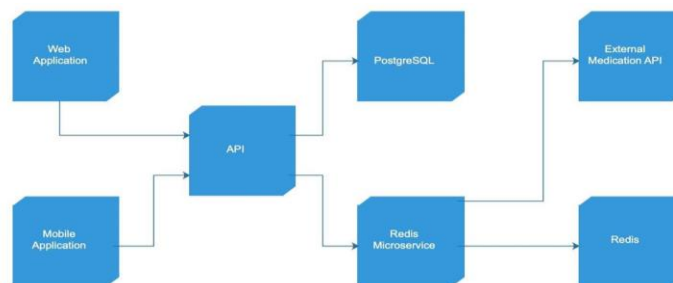 Web
Application
PostgreSQL
External
Medication API
API
Mobile
Application
Redis
Microservice
Redis